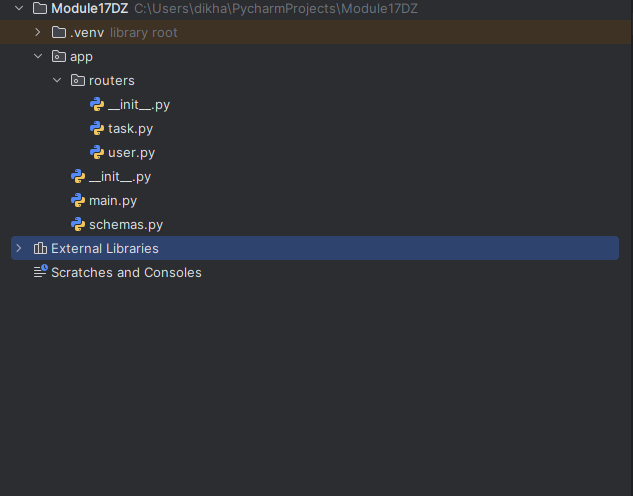 Module17DZ C:\Users\dikha\PycharmProjects\Module17DZ
.venv library root
app
routers
__init__.py
task.py
user.py
__init__.py
main.py
schemas.py
External Libraries
Scratches and Consoles